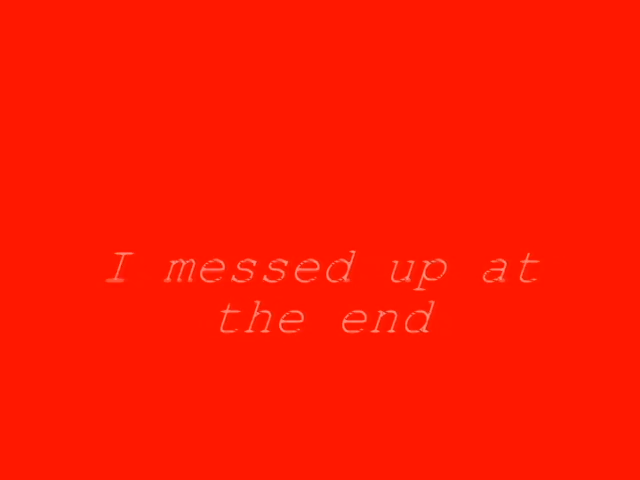 I messed up at
the end